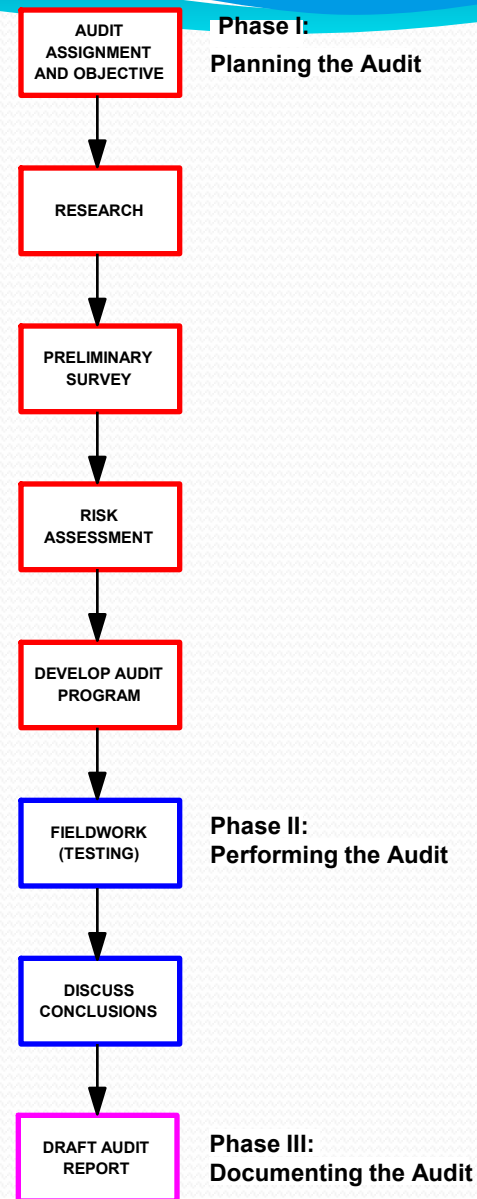 AUDIT
ASSIGNMENT
AND OBJECTIVE
Phase I:
Planning the Audit
RESEARCH
PRELIMINARY
SURVEY
RISK
ASSESSMENT
DEVELOP AUDIT
PROGRAM
FIELDWORK
(TESTING)
Phase II:
Performing the Audit
DISCUSS
CONCLUSIONS
DRAFT AUDIT
REPORT
Phase III:
Documenting the Audit